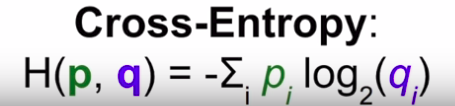 Cross-Entropy:
H(p, q) = -Σᵢ pᵢ log₂(qᵢ)